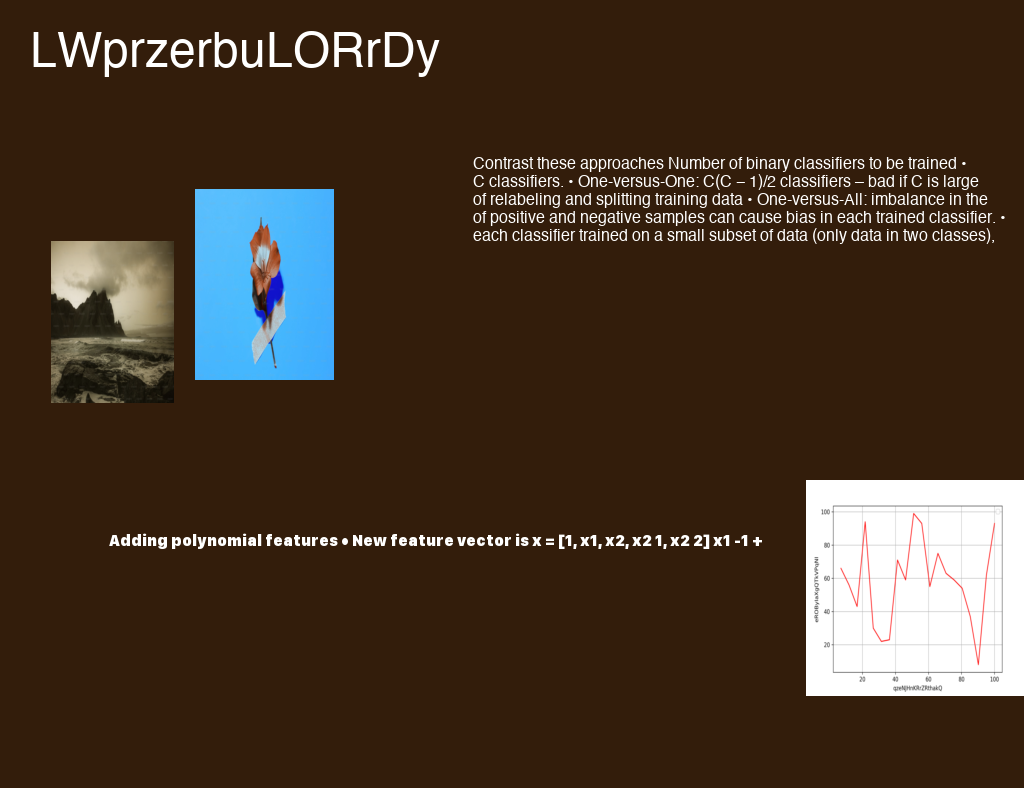 LWprzerbuLORrDy
Contrast these approaches Number of binary classifiers to be trained •
C classifiers. • One-versus-One: C(C – 1)/2 classifiers – bad if C is large
of relabeling and splitting training data • One-versus-All: imbalance in the
of positive and negative samples can cause bias in each trained classifier. •
each classifier trained on a small subset of data (only data in two classes),
Adding polynomial features • New feature vector is x = [1, x1, x2, x2 1, x2 2] x1 -1 +
100
80
60
40
20
20 40 60 80 100